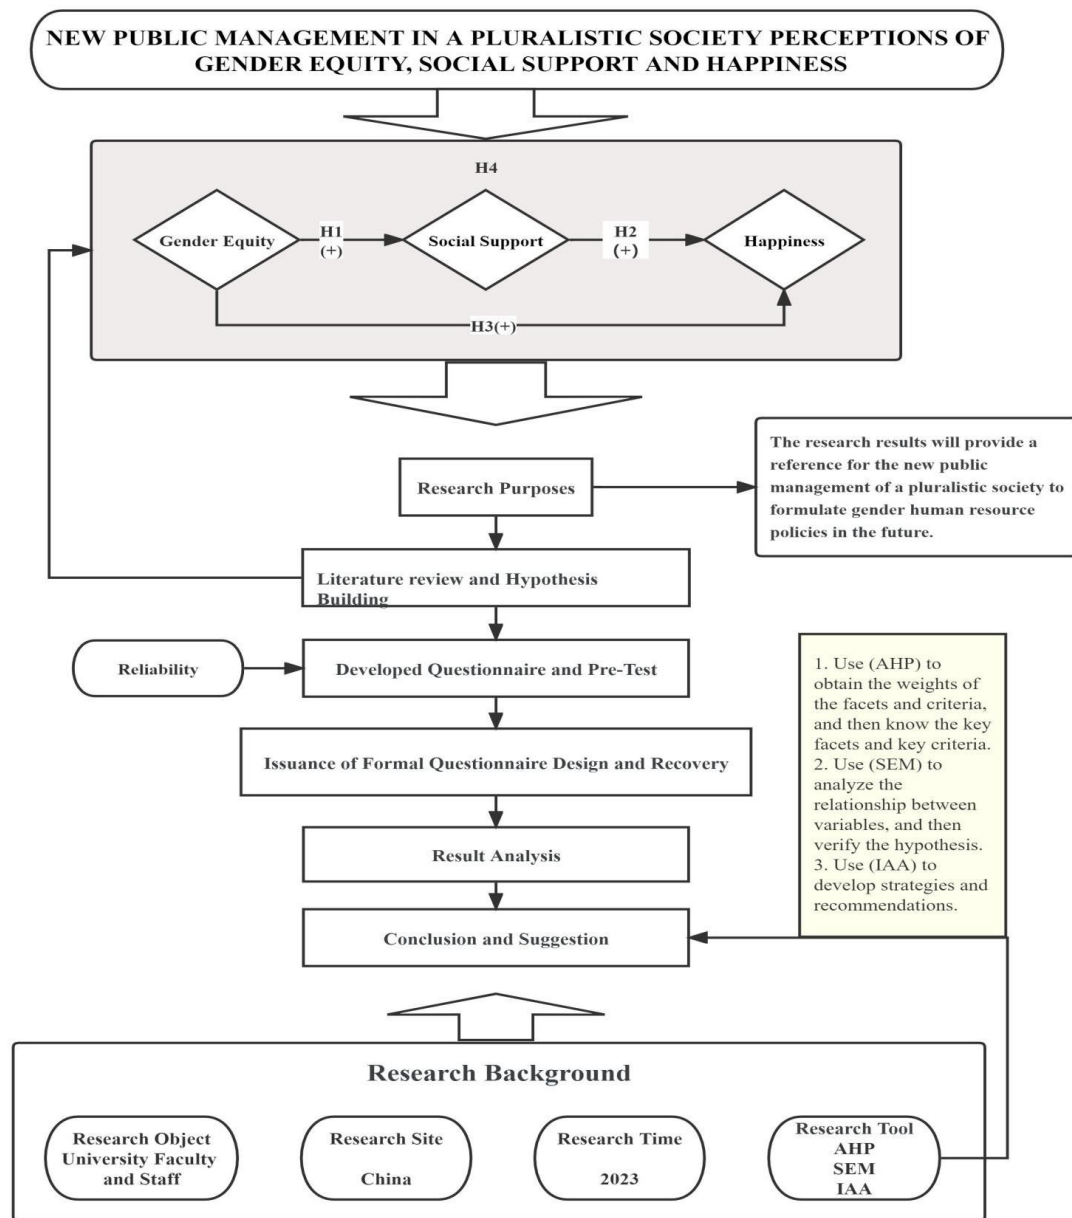 NEW PUBLIC MANAGEMENT IN A PLURALISTIC SOCIETY PERCEPTIONS OF
GENDER EQUITY, SOCIAL SUPPORT AND HAPPINESS
H4
Gender Equity
H1
(+)
Social Support
H2
(+)
Happiness
H3(+)
The research results will provide a
reference for the new public
management of a pluralistic society to
formulate gender human resource
policies in the future.
Research Purposes
Literature review and Hypothesis
Building
Reliability
Developed Questionnaire and Pre-Test
1. Use (AHP) to
obtain the weights of
the facets and criteria,
and then know the key
facets and key criteria.
2. Use (SEM) to
analyze the
relationship between
variables, and then
verify the hypothesis.
3. Use (IAA) to
develop strategies and
recommendations.
Issuance of Formal Questionnaire Design and Recovery
Result Analysis
Conclusion and Suggestion
Research Background
Research Object
University Faculty
and Staff
Research Site
China
Research Time
2023
Research Tool
AHP
SEM
IAA